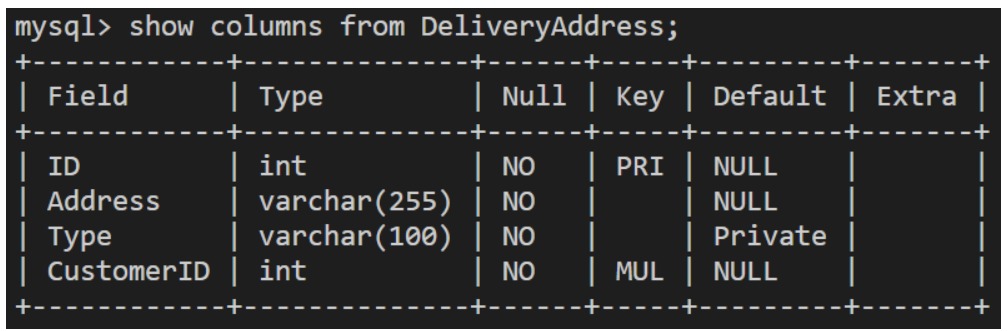 mysql> show columns from DeliveryAddress;
+------------+--------------+------+-----+---------+-------+
| Field      | Type         | Null | Key | Default | Extra |
+------------+--------------+------+-----+---------+-------+
| ID         | int          | NO   | PRI | NULL    |       |
| Address    | varchar(255) | NO   |     | NULL    |       |
| Type       | varchar(100) | NO   |     | Private |       |
| CustomerID | int          | NO   | MUL | NULL    |       |
+------------+--------------+------+-----+---------+-------+